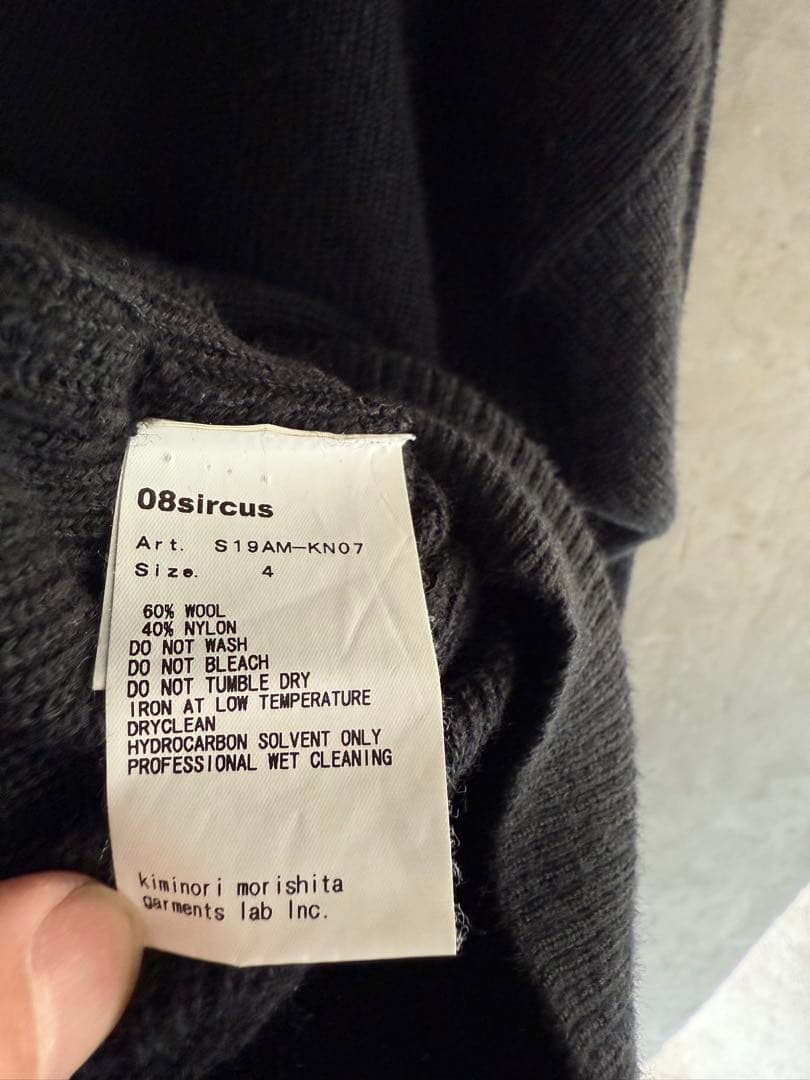 08sircus
Art. S19AM-KN07
Size. 4
60% WOOL
40% NYLON
DO NOT WASH
DO NOT BLEACH
DO NOT TUMBLE DRY
IRON AT LOW TEMPERATURE
DRYCLEAN
HYDROCARBON SOLVENT ONLY
PROFESSIONAL WET CLEANING
kiminori morishita
garments lab Inc.